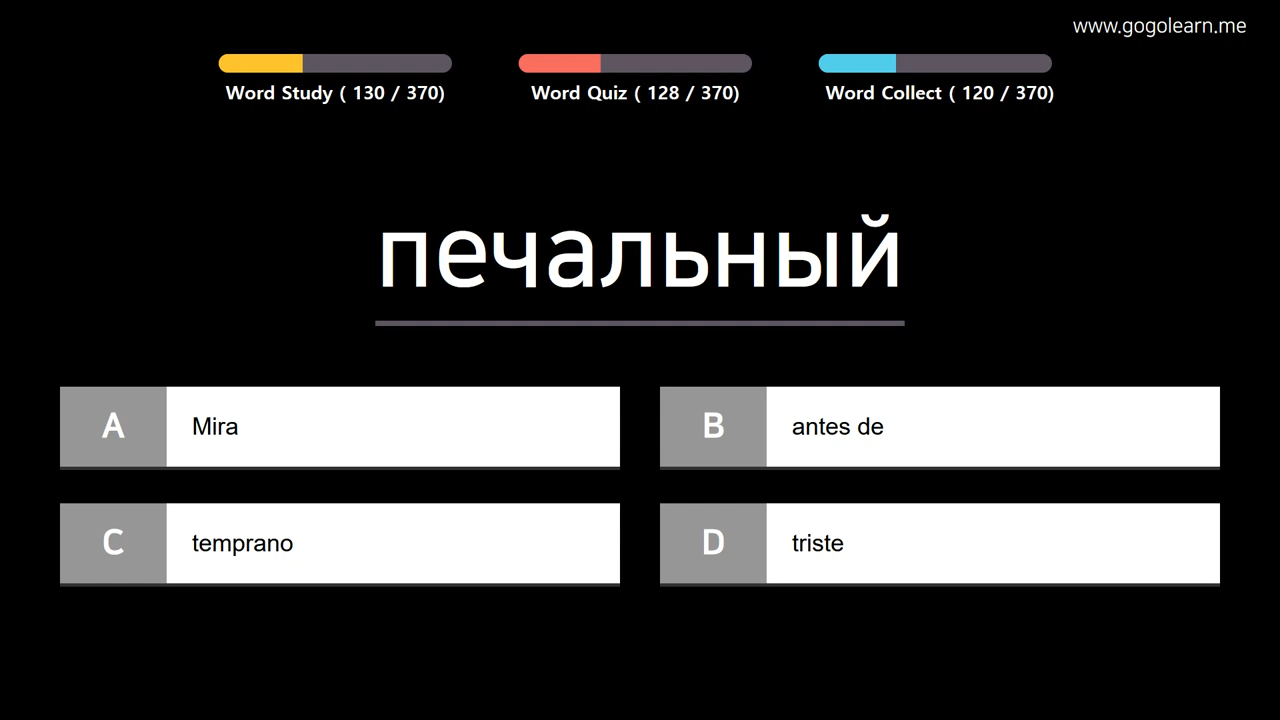 www.gogolearn.me
Word Study ( 130 / 370)
Word Quiz ( 128 / 370)
Word Collect ( 120 / 370)
печальный
A Mira
B antes de
C temprano
D triste